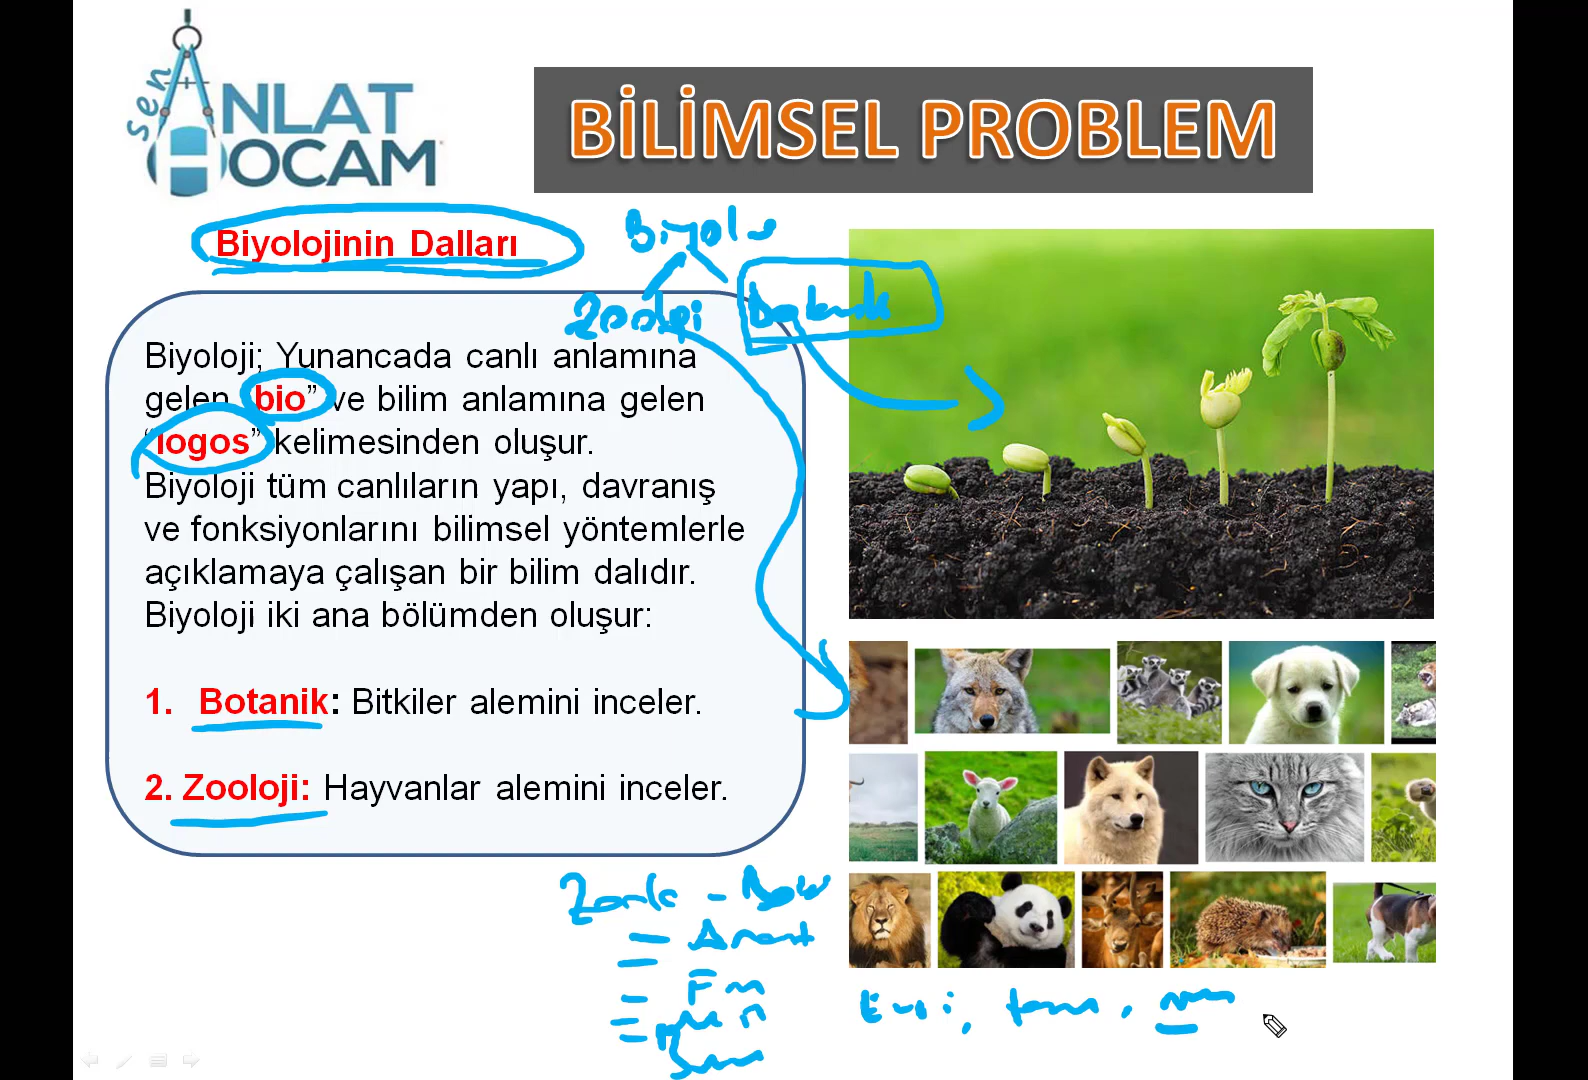 sen ANLAT HOCAM
BİLİMSEL PROBLEM
Biyolojinin Dalları
Zooloji
botanik
Biyoloji; Yunancada canlı anlamına
gelen bio” ve bilim anlamına gelen
“logos” kelimesinden oluşur.
Biyoloji tüm canlıların yapı, davranış
ve fonksiyonlarını bilimsel yöntemlerle
açıklamaya çalışan bir bilim dalıdır.
Biyoloji iki ana bölümden oluşur:
1. Botanik: Bitkiler alemini inceler.
2. Zooloji: Hayvanlar alemini inceler.